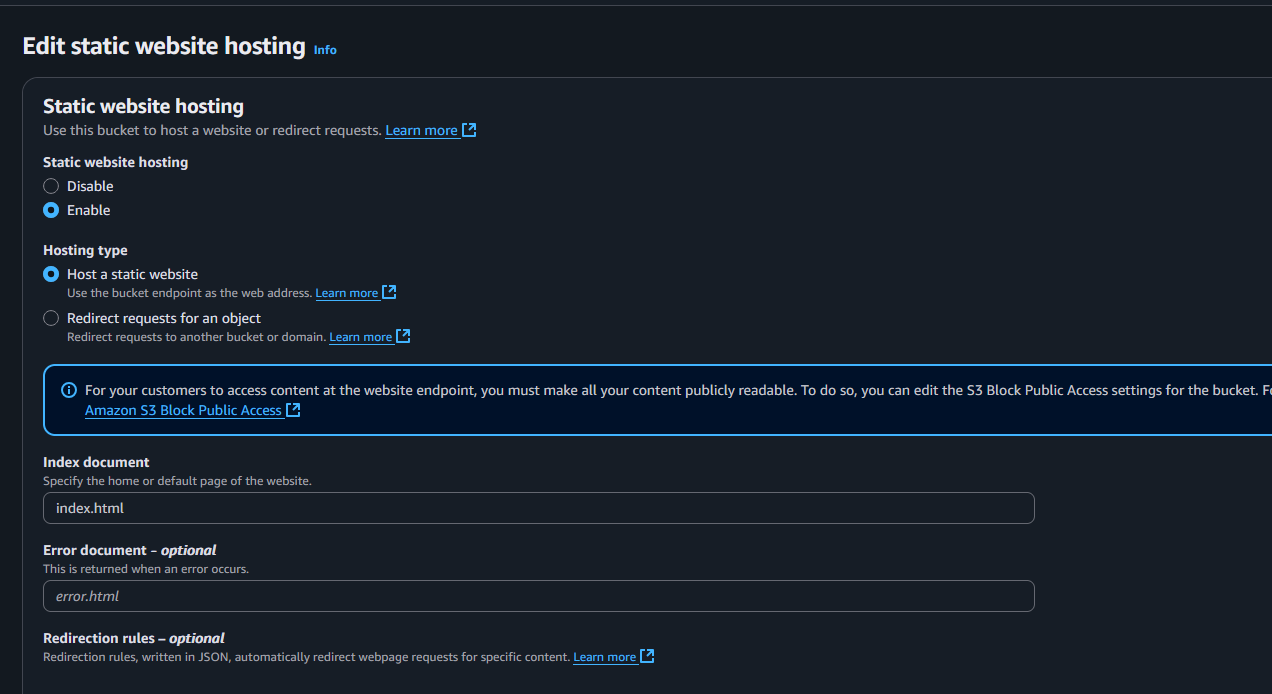 Edit static website hosting Info
Static website hosting
Use this bucket to host a website or redirect requests. Learn more
Static website hosting
Disable
Enable
Hosting type
Host a static website
Use the bucket endpoint as the web address. Learn more
Redirect requests for an object
Redirect requests to another bucket or domain. Learn more
For your customers to access content at the website endpoint, you must make all your content publicly readable. To do so, you can edit the S3 Block Public Access settings for the bucket.
Amazon S3 Block Public Access
Index document
Specify the home or default page of the website.
index.html
Error document – optional
This is returned when an error occurs.
error.html
Redirection rules – optional
Redirection rules, written in JSON, automatically redirect webpage requests for specific content. Learn more